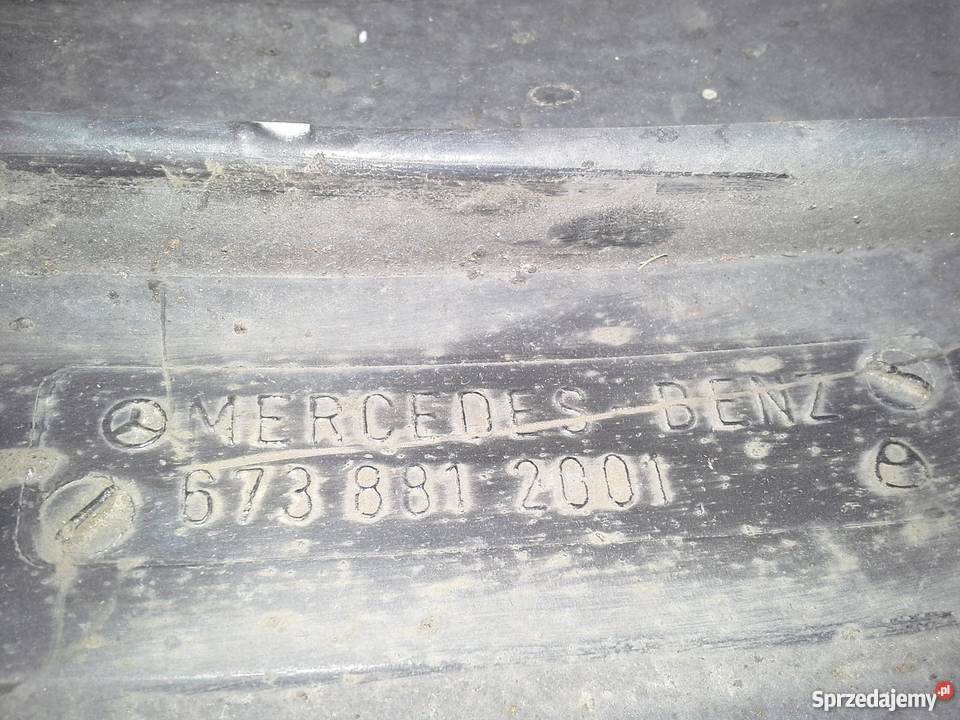 MERCEDES-BENZ
673 881 2001
Sprzedajemy.pl